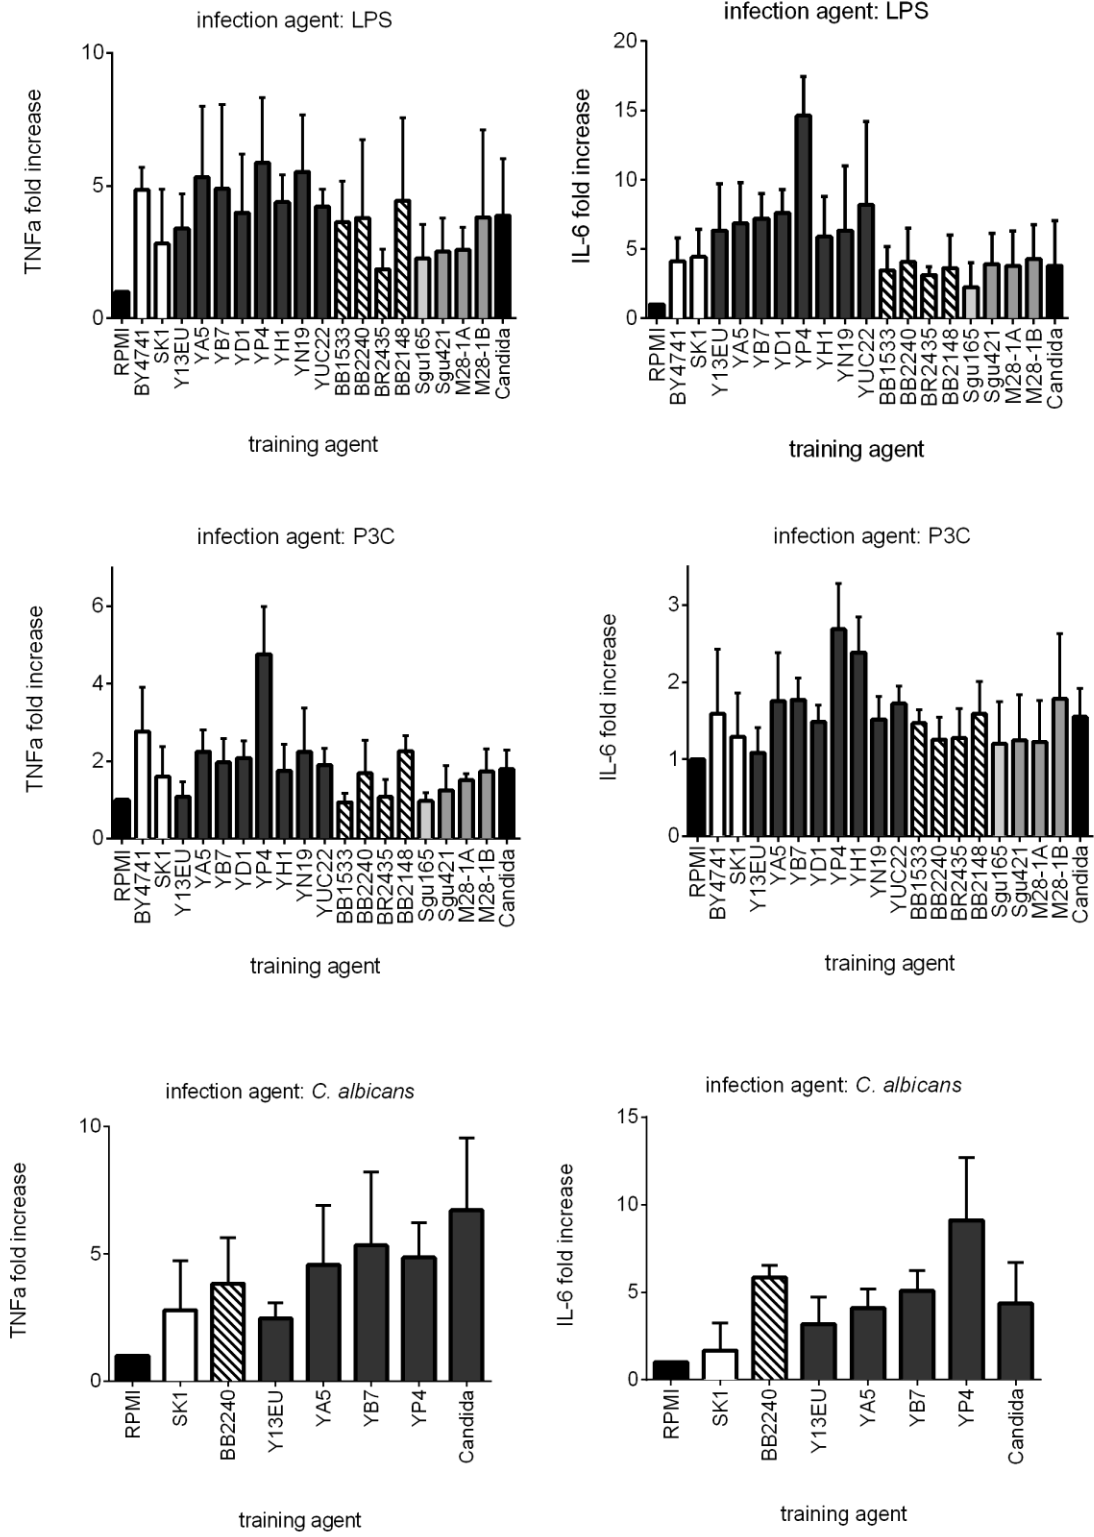 infection agent: LPS
TNFa fold increase
10
5
0
RPMI
BY4741
SK1
Y13EU
YA5
YB7
YD1
YP4
YH1
YN19
YUC22
BB1533
BB2240
BR2435
BB2148
Sgu165
Sgu421
M28-1A
M28-1B
Candida
training agent
infection agent: LPS
IL-6 fold increase
20
15
10
5
0
RPMI
BY4741
SK1
Y13EU
YA5
YB7
YD1
YP4
YH1
YN19
YUC22
BB1533
BB2240
BR2435
BB2148
Sgu165
Sgu421
M28-1A
M28-1B
Candida
training agent
infection agent: P3C
TNFa fold increase
6
4
2
0
RPMI
BY4741
SK1
Y13EU
YA5
YB7
YD1
YP4
YH1
YN19
YUC22
BB1533
BB2240
BR2435
BB2148
Sgu165
Sgu421
M28-1A
M28-1B
Candida
training agent
infection agent: P3C
IL-6 fold increase
3
2
1
0
RPMI
BY4741
SK1
Y13EU
YA5
YB7
YD1
YP4
YH1
YN19
YUC22
BB1533
BB2240
BR2435
BB2148
Sgu165
Sgu421
M28-1A
M28-1B
Candida
training agent
infection agent: C. albicans
TNFa fold increase
10
5
0
RPMI
SK1
BB2240
Y13EU
YA5
YB7
YP4
Candida
training agent
infection agent: C. albicans
IL-6 fold increase
15
10
5
0
RPMI
SK1
BB2240
Y13EU
YA5
YB7
YP4
Candida
training agent